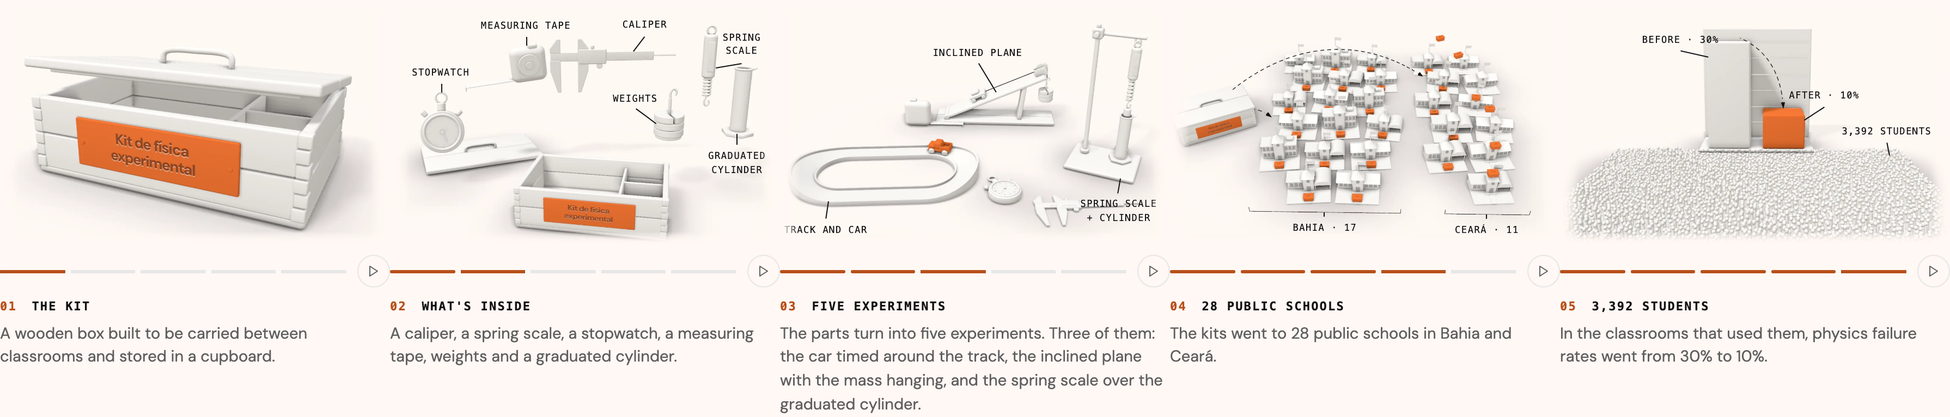 Kit de física
experimental
01 THE KIT
A wooden box built to be carried between
classrooms and stored in a cupboard.
MEASURING TAPE
CALIPER
SPRING
SCALE
STOPWATCH
WEIGHTS
GRADUATED
CYLINDER
Kit de física
experimental
02 WHAT'S INSIDE
A caliper, a spring scale, a stopwatch, a measuring
tape, weights and a graduated cylinder.
INCLINED PLANE
SPRING SCALE
+ CYLINDER
TRACK AND CAR
03 FIVE EXPERIMENTS
The parts turn into five experiments. Three of them:
the car timed around the track, the inclined plane
with the mass hanging, and the spring scale over the
graduated cylinder.
BAHIA · 17
CEARÁ · 11
04 28 PUBLIC SCHOOLS
The kits went to 28 public schools in Bahia and
Ceará.
BEFORE · 30%
AFTER · 10%
3,392 STUDENTS
05 3,392 STUDENTS
In the classrooms that used them, physics failure
rates went from 30% to 10%.